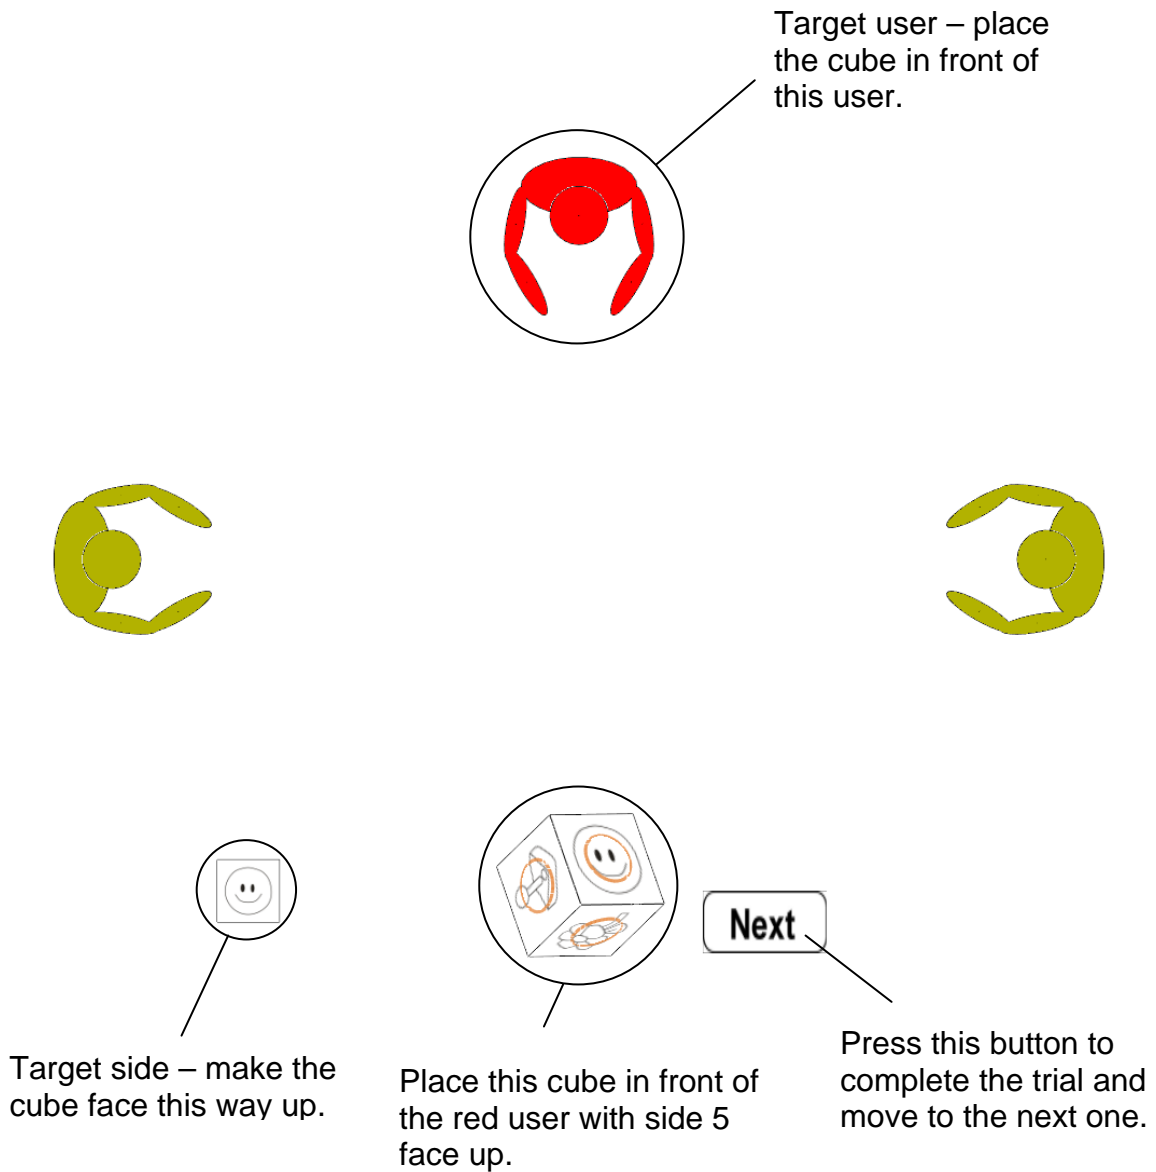 Target user – place
the cube in front of
this user.
Next
Target side – make the
cube face this way up.
Place this cube in front of
the red user with side 5
face up.
Press this button to
complete the trial and
move to the next one.